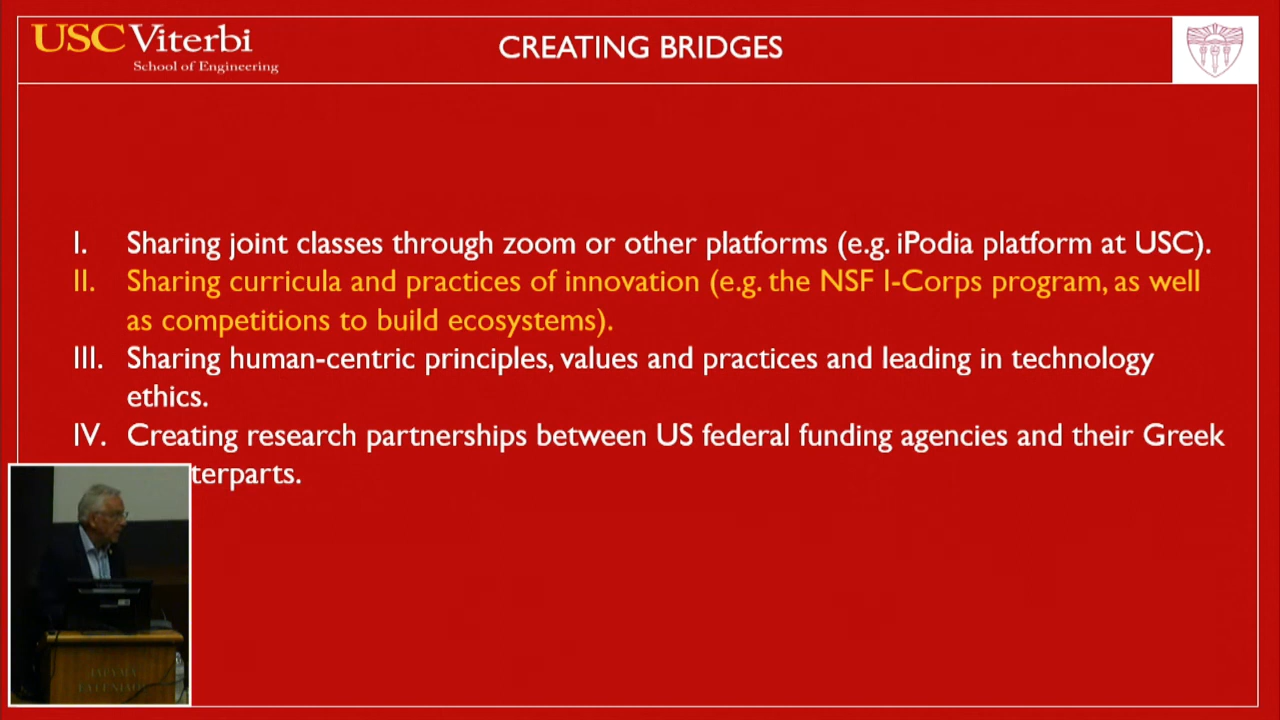 USC Viterbi
School of Engineering
CREATING BRIDGES
I. Sharing joint classes through zoom or other platforms (e.g. iPodia platform at USC).
II. Sharing curricula and practices of innovation (e.g. the NSF I-Corps program, as well
as competitions to build ecosystems).
III. Sharing human-centric principles, values and practices and leading in technology
ethics.
IV. Creating research partnerships between US federal funding agencies and their Greek
terparts.